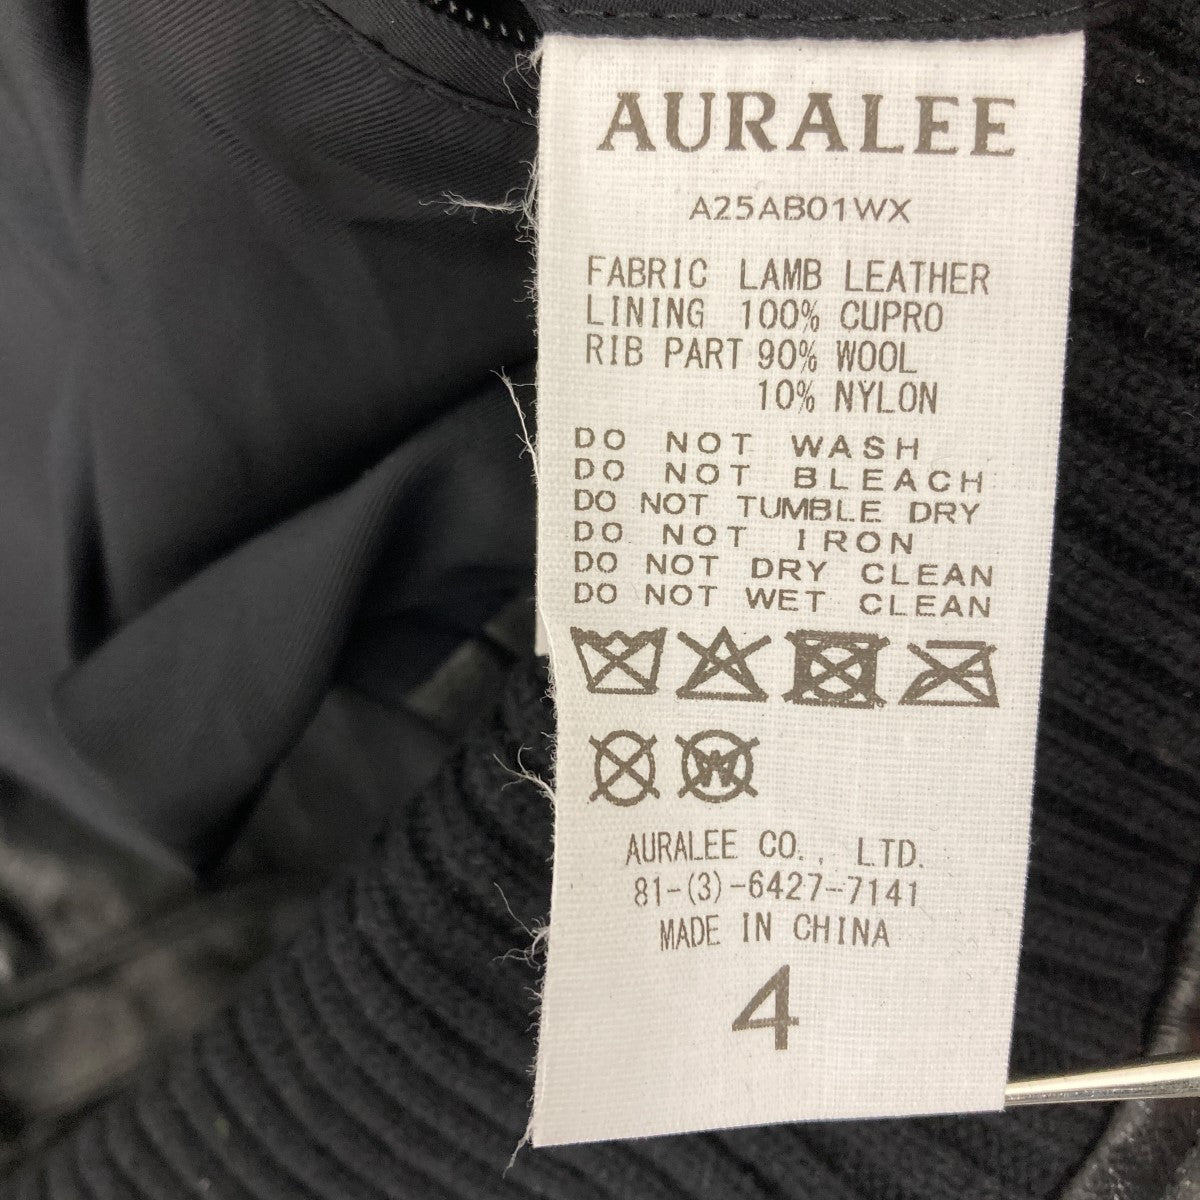 AURALEE
A25AB01WX
FABRIC LAMB LEATHER
LINING 100% CUPRO
RIB PART 90% WOOL
10% NYLON
DO NOT WASH
DO NOT BLEACH
DO NOT TUMBLE DRY
DO NOT IRON
DO NOT DRY CLEAN
DO NOT WET CLEAN
W
AURALEE CO., LTD.
81-(3)-6427-7141
MADE IN CHINA
4